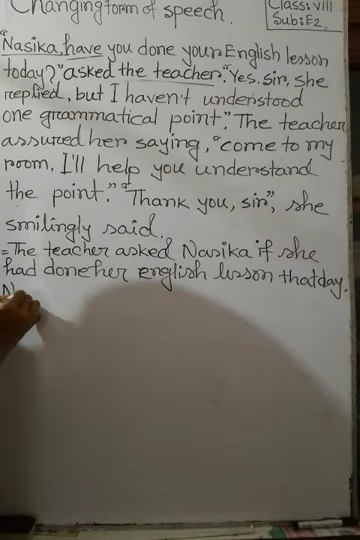 Changing form of speech.
Class: VIII
Sub: E2
"Nasika, have you done your English lesson
today?" asked the teacher. "Yes. sir, she
replied, but I haven't understood
one grammatical point." The teacher
assured her saying, "come to my
room, I'll help you understand
the point." "Thank you, sir", she
smilingly said.
= The teacher asked Nasika if she
had done her English lesson that day.
N